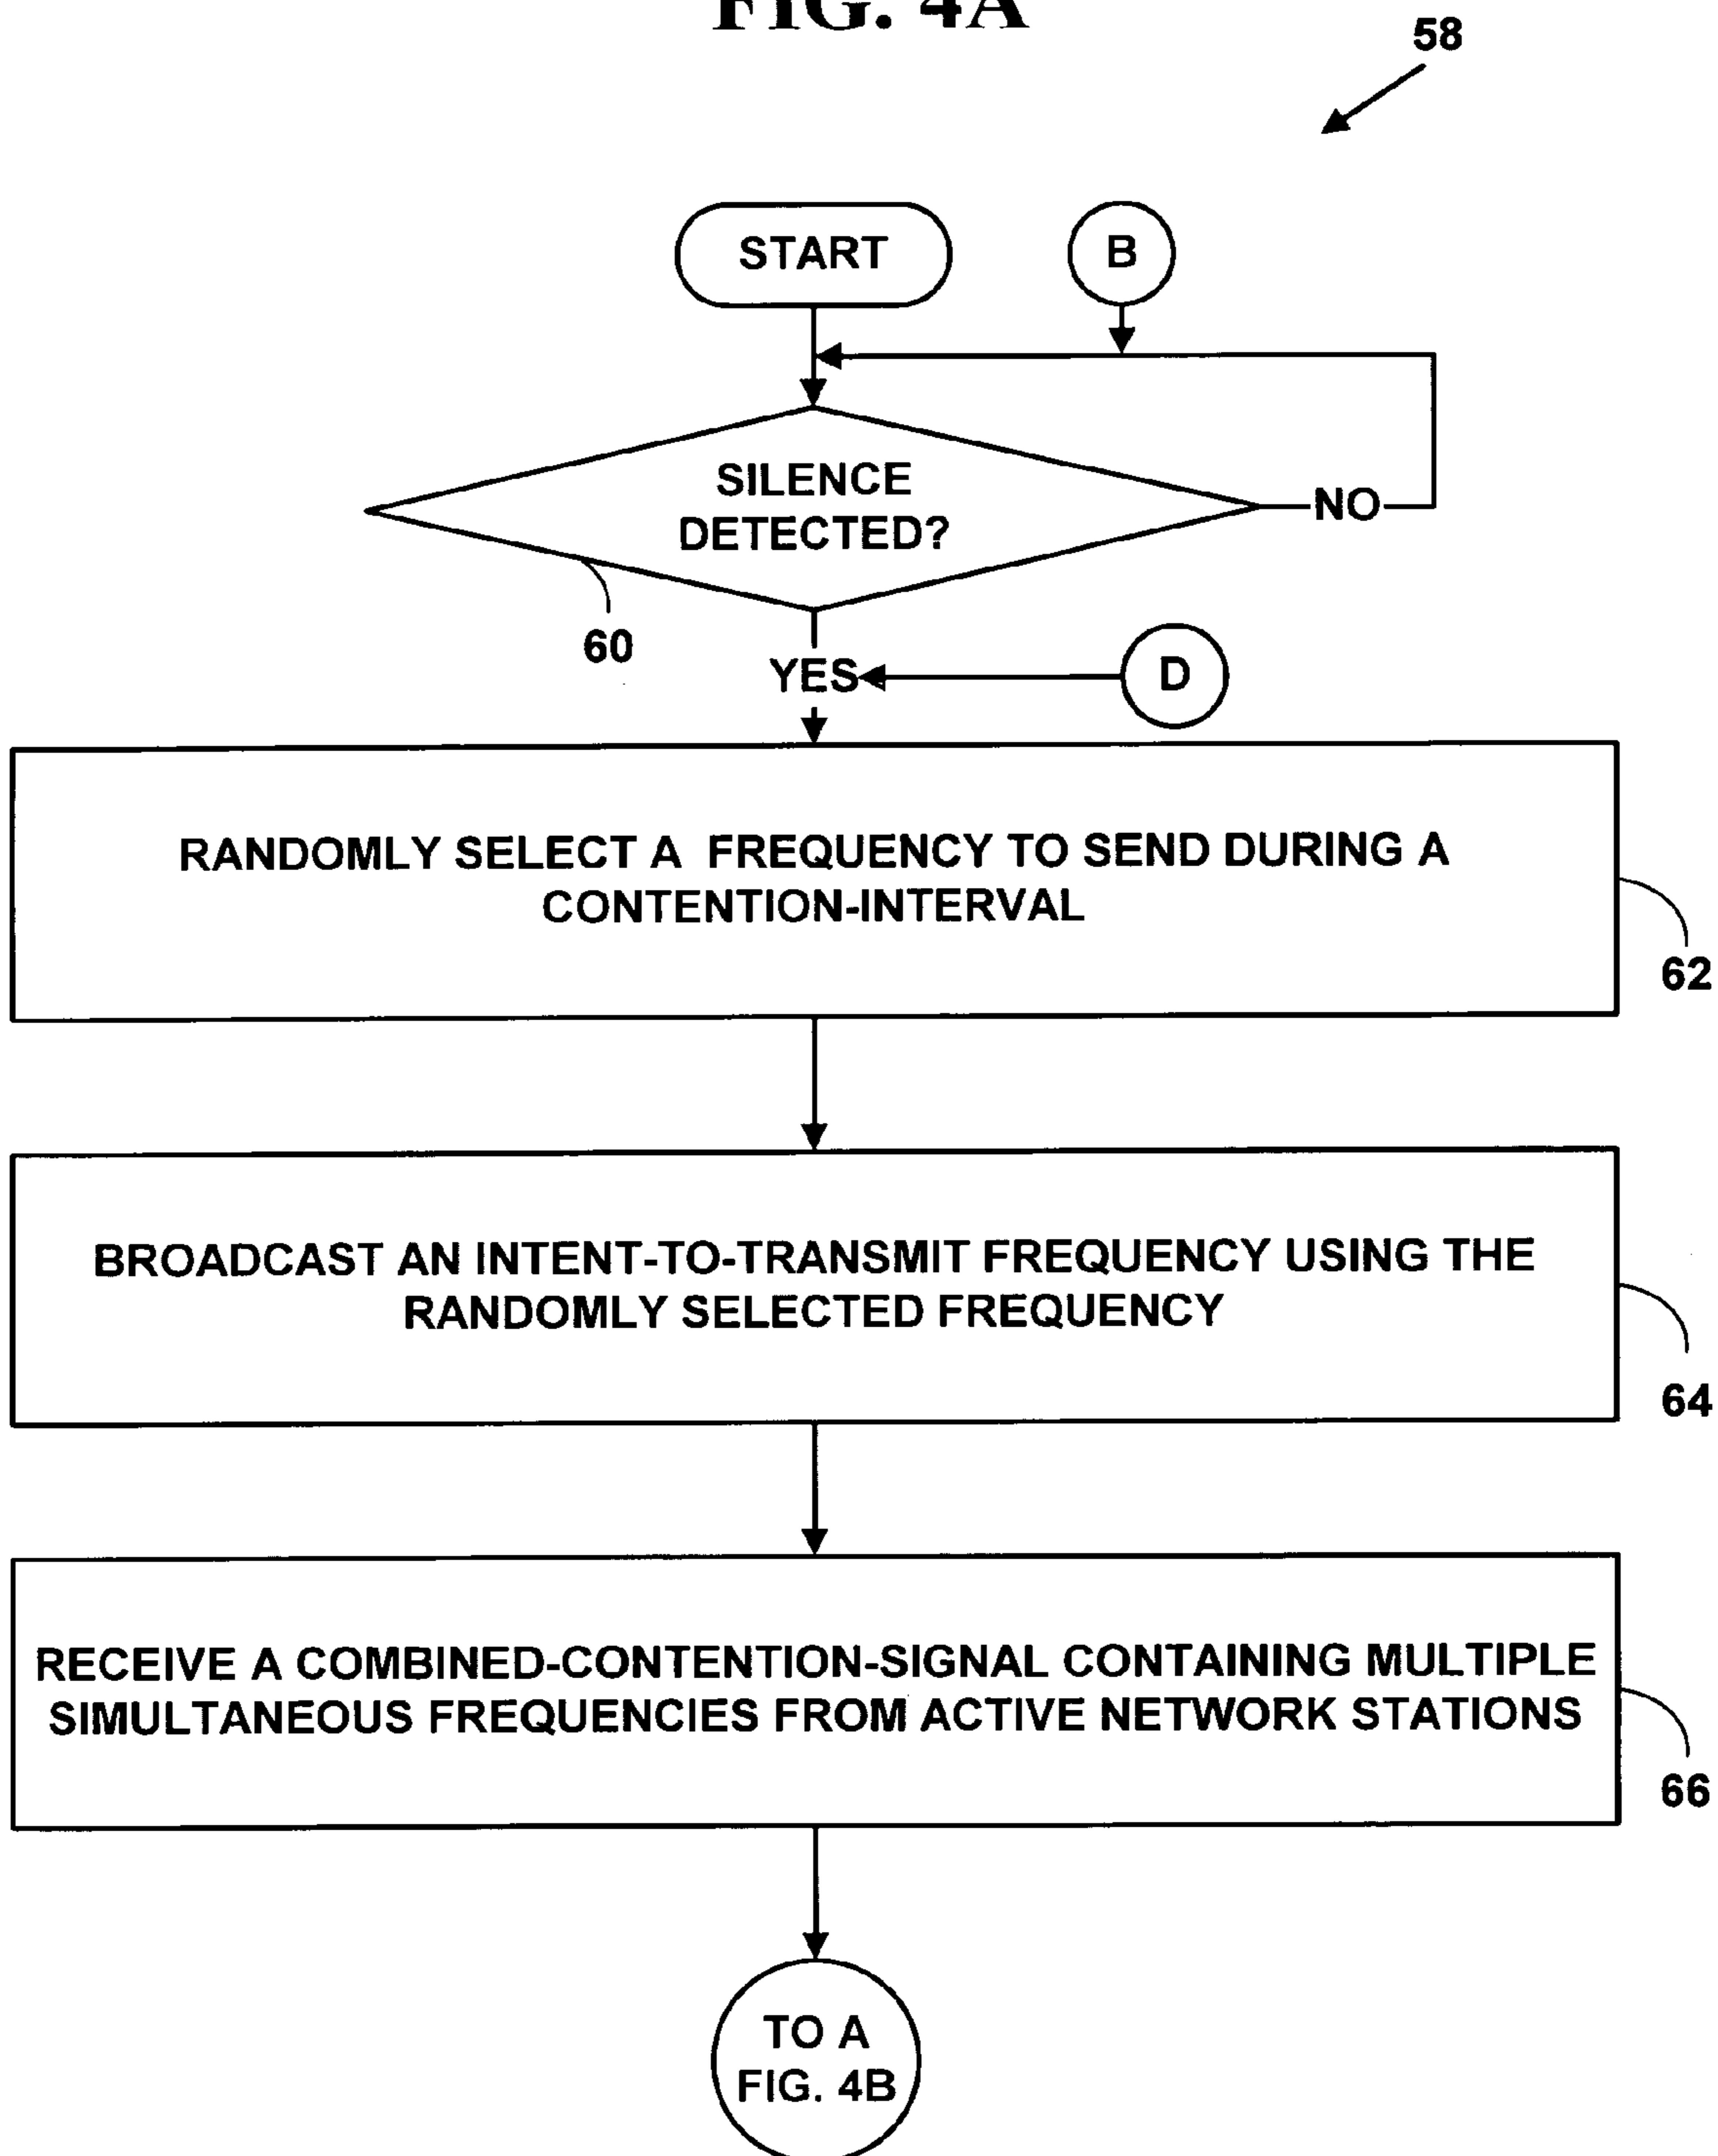 FIG. 4A
58
START
B
SILENCE
DETECTED?
NO
60
YES
D
RANDOMLY SELECT A FREQUENCY TO SEND DURING A
CONTENTION-INTERVAL
62
BROADCAST AN INTENT-TO-TRANSMIT FREQUENCY USING THE
RANDOMLY SELECTED FREQUENCY
64
RECEIVE A COMBINED-CONTENTION-SIGNAL CONTAINING MULTIPLE
SIMULTANEOUS FREQUENCIES FROM ACTIVE NETWORK STATIONS
66
TO A
FIG. 4B